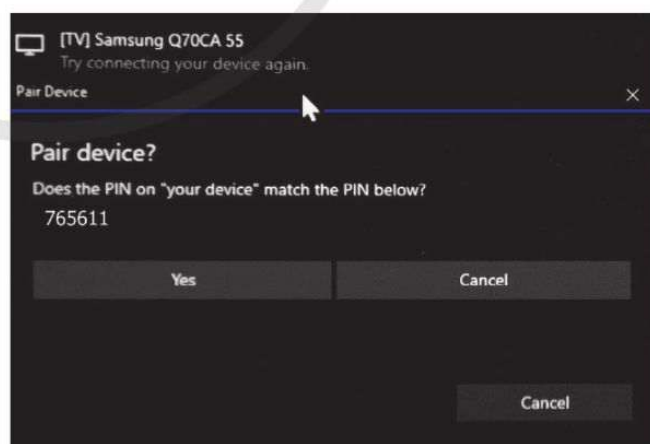 [TV] Samsung Q70CA 55
Try connecting your device again.
Pair Device
Pair device?
Does the PIN on "your device" match the PIN below?
765611
Yes
Cancel
Cancel